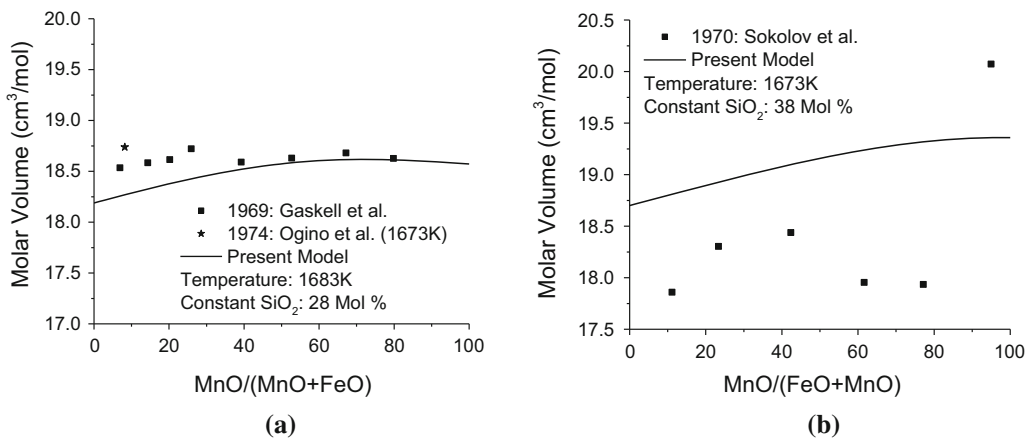 20.0
19.5
19.0
18.5
18.0
17.5
17.0
Molar Volume (cm³/mol)
1969: Gaskell et al.
1974: Ogino et al. (1673K)
Present Model
Temperature: 1683K
Constant SiO₂: 28 Mol %
0 20 40 60 80 100
MnO/(MnO+FeO)
(a)
20.5
20.0
19.5
19.0
18.5
18.0
17.5
Molar Volume (cm³/mol)
1970: Sokolov et al.
Present Model
Temperature: 1673K
Constant SiO₂: 38 Mol %
0 20 40 60 80 100
MnO/(FeO+MnO)
(b)